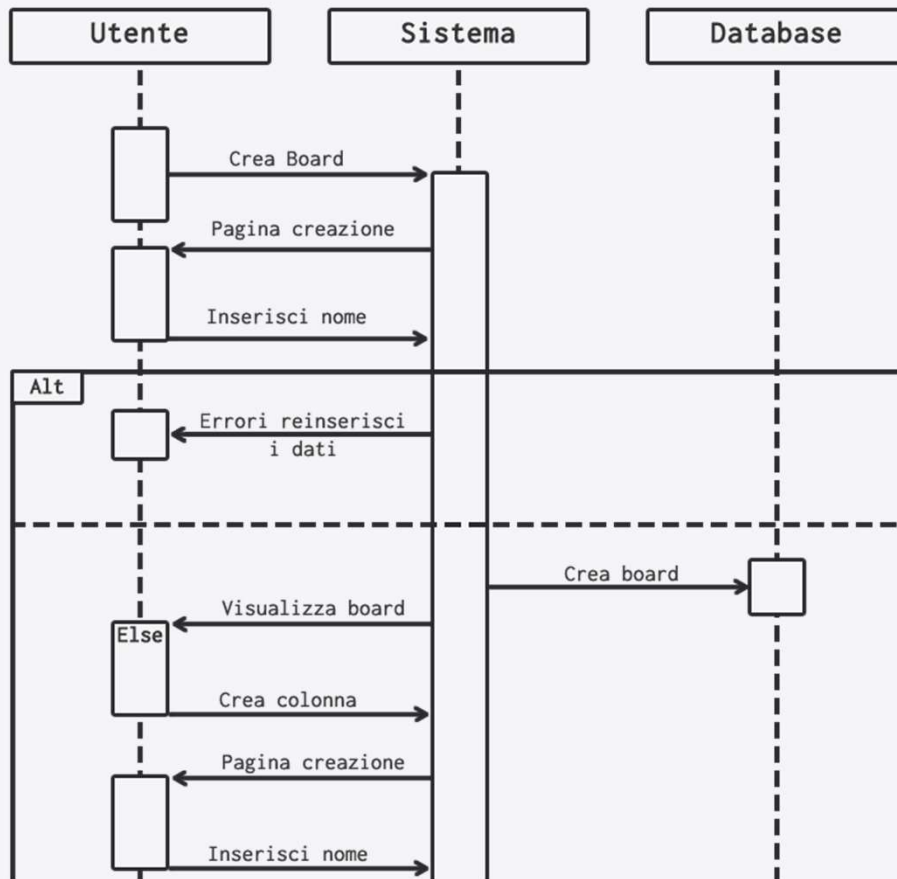 Utente
Sistema
Database
Crea Board
Pagina creazione
Inserisci nome
Alt
Errori reinserisci
i dati
Crea board
Visualizza board
Else
Crea colonna
Pagina creazione
Inserisci nome